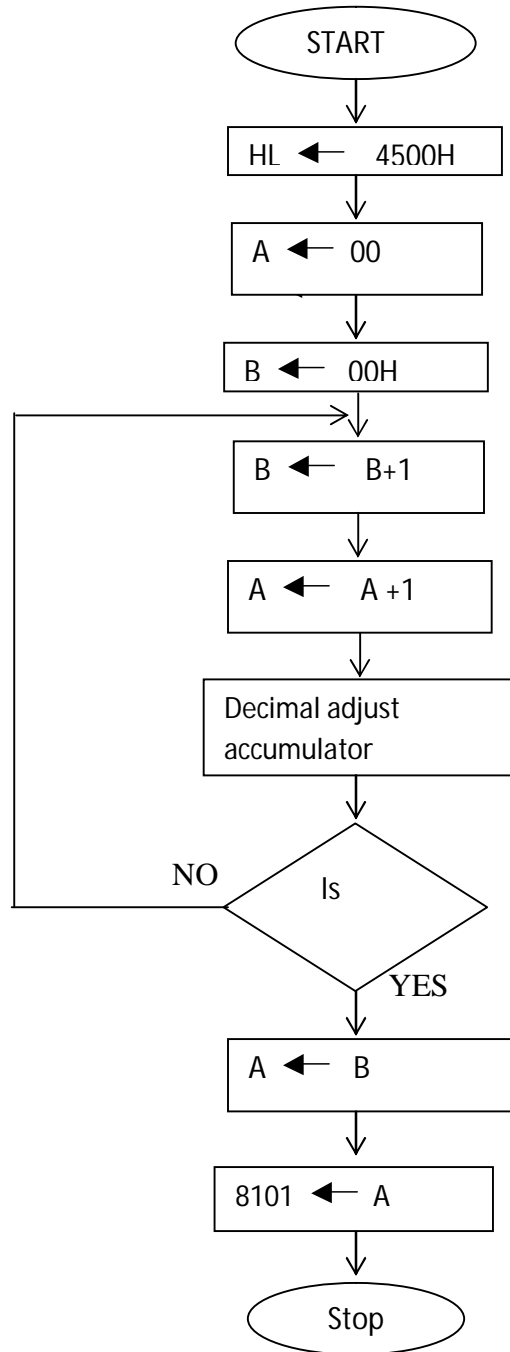 START
HL 4500H
A 00
B 00H
B B+1
A A +1
Decimal adjust
accumulator
NO
Is
YES
A B
8101 A
Stop